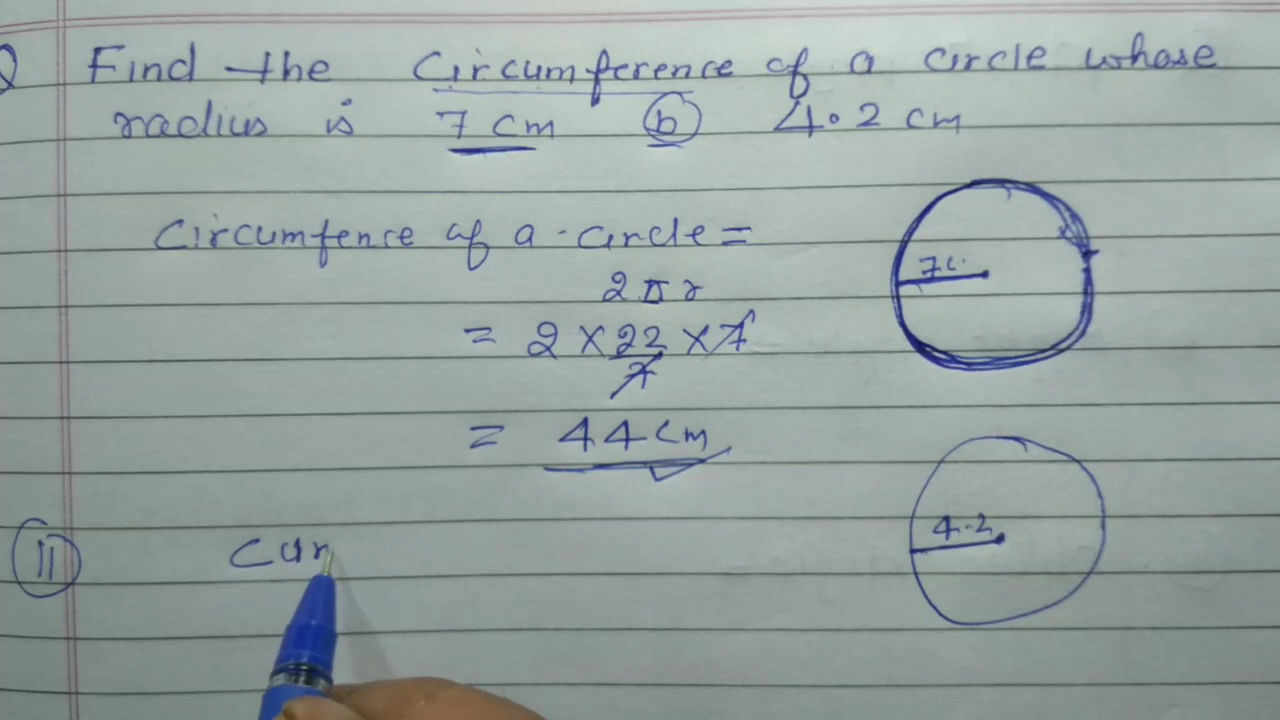 Q Find the Circumference of a circle whose
radius is 7 cm (b) 4.2 cm
Circumfence of a circle =
7c.
2πr
= 2 × 22/7 × 7
= 44 cm
4.2
(II) Cur